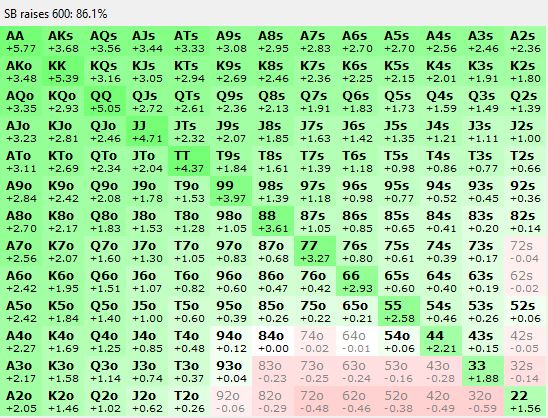 SB raises 600: 86.1%
AA AKs AQs AJs ATs A9s A8s A7s A6s A5s A4s A3s A2s
+5.77 +3.68 +3.56 +3.44 +3.33 +3.08 +2.95 +2.83 +2.70 +2.70 +2.56 +2.46 +2.36
AKo KK KQs KJs KTs K9s K8s K7s K6s K5s K4s K3s K2s
+3.48 +5.39 +3.16 +3.05 +2.94 +2.69 +2.46 +2.36 +2.25 +2.15 +2.01 +1.91 +1.80
AQo KQo QQ QJs QTs Q9s Q8s Q7s Q6s Q5s Q4s Q3s Q2s
+3.35 +2.93 +5.05 +2.72 +2.61 +2.36 +2.13 +1.91 +1.83 +1.73 +1.59 +1.49 +1.39
AJo KJo QJo JJ JTs J9s J8s J7s J6s J5s J4s J3s J2s
+3.23 +2.81 +2.46 +4.71 +2.32 +2.07 +1.85 +1.63 +1.42 +1.35 +1.21 +1.11 +1.00
ATo KTo QTo JTo TT T9s T8s T7s T6s T5s T4s T3s T2s
+3.11 +2.69 +2.34 +2.04 +4.37 +1.84 +1.61 +1.39 +1.18 +0.98 +0.86 +0.77 +0.66
A9o K9o Q9o J9o T9o 99 98s 97s 96s 95s 94s 93s 92s
+2.84 +2.42 +2.08 +1.78 +1.53 +3.97 +1.39 +1.18 +0.98 +0.77 +0.52 +0.45 +0.36
A8o K8o Q8o J8o T8o 98o 88 87s 86s 85s 84s 83s 82s
+2.70 +2.17 +1.83 +1.53 +1.28 +1.05 +3.61 +1.05 +0.85 +0.65 +0.41 +0.20 +0.14
A7o K7o Q7o J7o T7o 97o 87o 77 76s 75s 74s 73s 72s
+2.56 +2.07 +1.60 +1.30 +1.05 +0.83 +0.68 +3.27 +0.80 +0.61 +0.39 +0.17 -0.05
A6o K6o Q6o J6o T6o 96o 86o 76o 66 65s 64s 63s 62s
+2.42 +1.95 +1.51 +1.07 +0.82 +0.60 +0.47 +0.42 +2.93 +0.60 +0.40 +0.19 -0.02
A5o K5o Q5o J5o T5o 95o 85o 75o 65o 55 54s 53s 52s
+2.42 +1.84 +1.40 +1.00 +0.60 +0.39 +0.26 +0.22 +0.21 +2.58 +0.46 +0.26 +0.06
A4o K4o Q4o J4o T4o 94o 84o 74o 64o 54o 44 43s 42s
+2.27 +1.69 +1.25 +0.85 +0.48 +0.12 +0.00 -0.02 -0.01 +0.06 +2.21 +0.15 -0.05
A3o K3o Q3o J3o T3o 93o 83o 73o 63o 53o 43o 33 32s
+2.17 +1.58 +1.14 +0.74 +0.37 +0.04 -0.23 -0.25 -0.24 -0.16 -0.28 +1.88 -0.14
A2o K2o Q2o J2o T2o 92o 82o 72o 62o 52o 42o 32o 22
+2.05 +1.46 +1.02 +0.62 +0.26 -0.06 -0.29 -0.48 -0.46 -0.38 -0.49 -0.59 +1.56